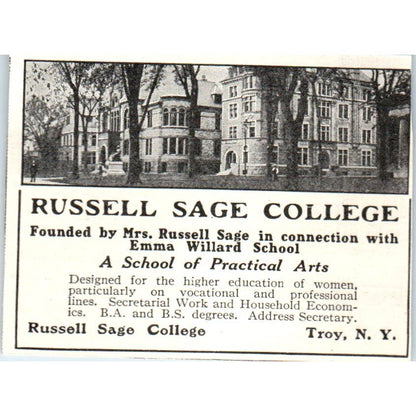 RUSSELL SAGE COLLEGE
Founded by Mrs. Russell Sage in connection with
Emma Willard School
A School of Practical Arts
Designed for the higher education of women,
particularly on vocational and professional
lines. Secretarial Work and Household Econom-
ics. B.A. and B.S. degrees. Address Secretary.
Russell Sage College Troy, N. Y.